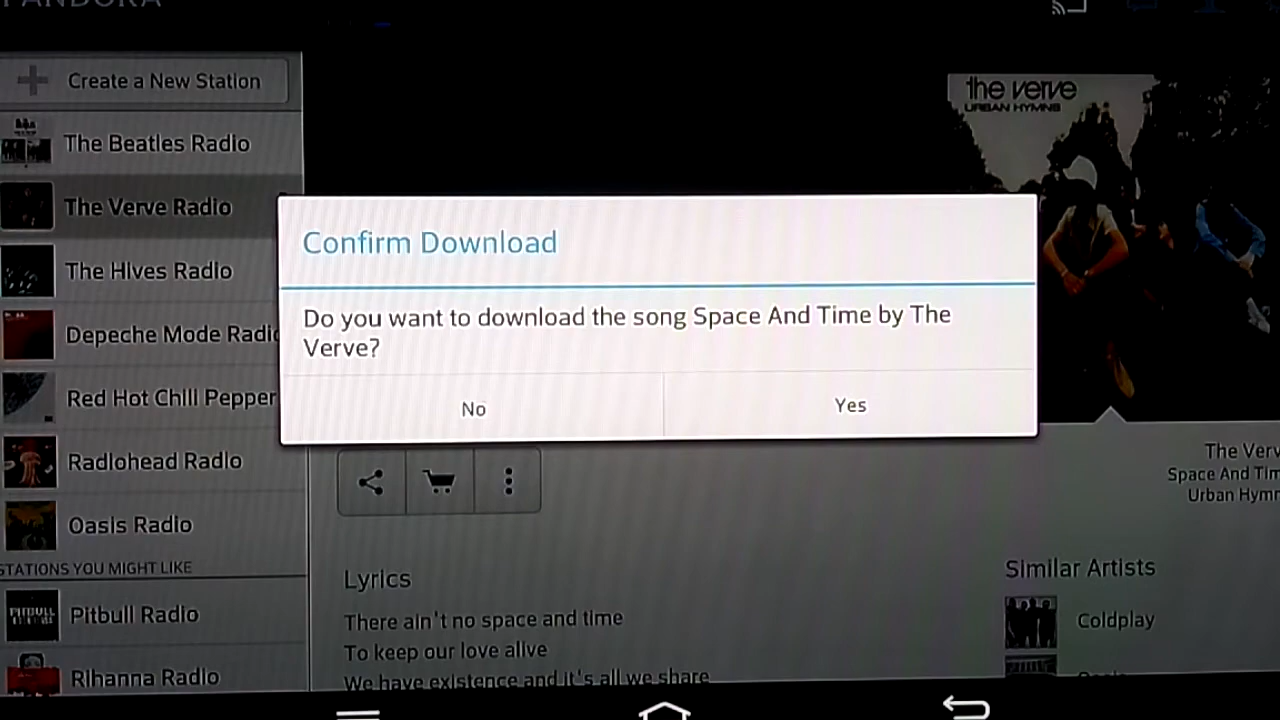 PANDORA
Create a New Station
The Beatles Radio
The Verve Radio
The Hives Radio
Depeche Mode Radio
Red Hot Chili Pepper
Radiohead Radio
Oasis Radio
STATIONS YOU MIGHT LIKE
Pitbull Radio
Rihanna Radio
the verve
URBAN HYMNS
Confirm Download
Do you want to download the song Space And Time by The
Verve?
No
Yes
The Verv
Space And Tim
Urban Hymn
Lyrics
There ain't no space and time
To keep our love alive
We have existence and it's all we share
Similar Artists
Coldplay
Oasis
PITBULL